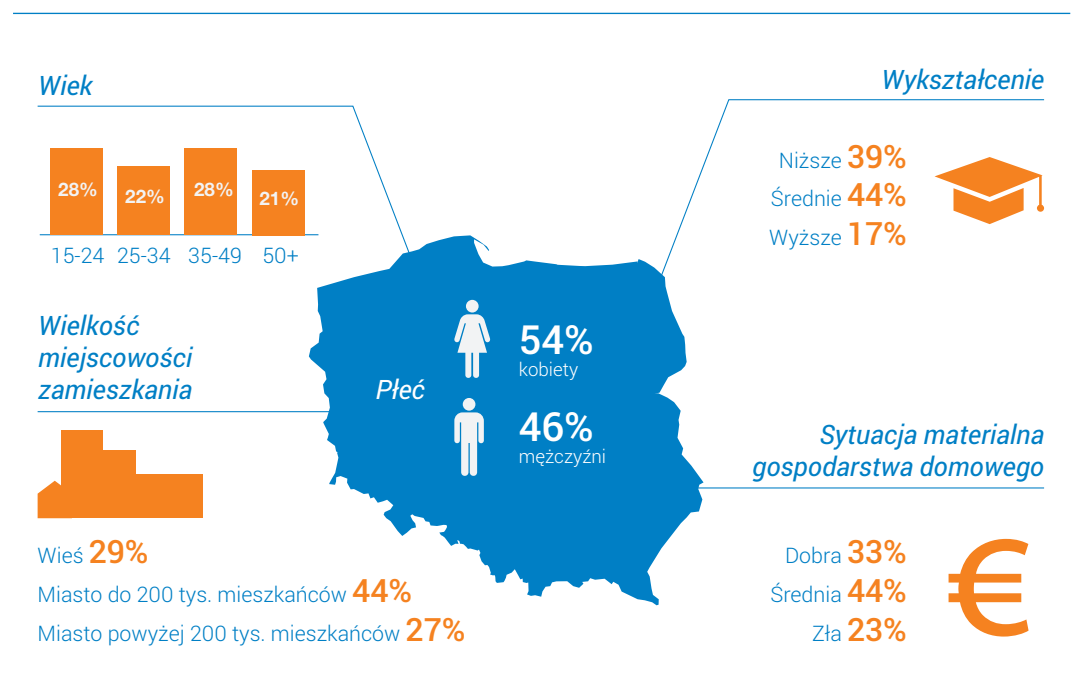 Wiek
28% 22% 28% 21%
15-24 25-34 35-49 50+
Wykształcenie
Niższe 39%
Średnie 44%
Wyższe 17%
Wielkość
miejscowości
zamieszkania
Wieś 29%
Miasto do 200 tys. mieszkańców 44%
Miasto powyżej 200 tys. mieszkańców 27%
Płeć
54%
kobiety
46%
mężczyźni
Sytuacja materialna
gospodarstwa domowego
Dobra 33%
Średnia 44%
Zła 23%
€